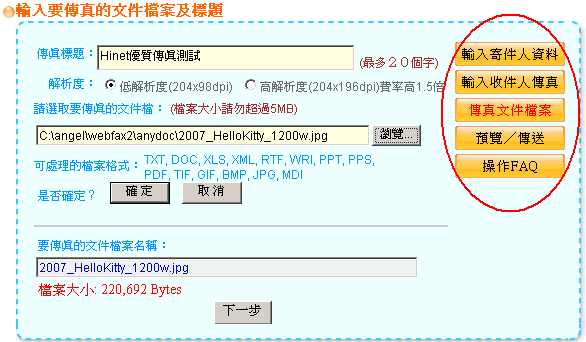 輸入要傳真的文件檔案及標題
傳真標題：Hinet優質傳真測試 (最多２０個字)
解析度： 低解析度(204x98dpi) 高解析度(204x196dpi)費率高1.5倍
請選取要傳真的文件檔： (檔案大小請勿超過5MB)
C:\angel\webfax2\anydoc\2007_HelloKitty_1200w.jpg 瀏覽...
可處理的檔案格式：TXT, DOC, XLS, XML, RTF, WRI, PPT, PPS,
PDF, TIF, GIF, BMP, JPG, MDI
是否確定？ 確 定 取 消
要傳真的文件檔案名稱：
2007_HelloKitty_1200w.jpg
檔案大小: 220,692 Bytes
下一步
輸入寄件人資料
輸入收件人傳真
傳真文件檔案
預覽／傳送
操作FAQ